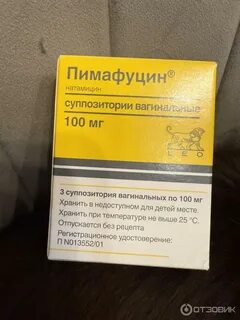 Пимафуцин®
натамицин
суппозитории вагинальные
100 мг
LEO
3 суппозитория вагинальных по 100 мг
Хранить в недоступном для детей месте.
Хранить при температуре не выше 25 °C.
Отпускается без рецепта
Регистрационное удостоверение:
П N013552/01
ОТЗОВИК